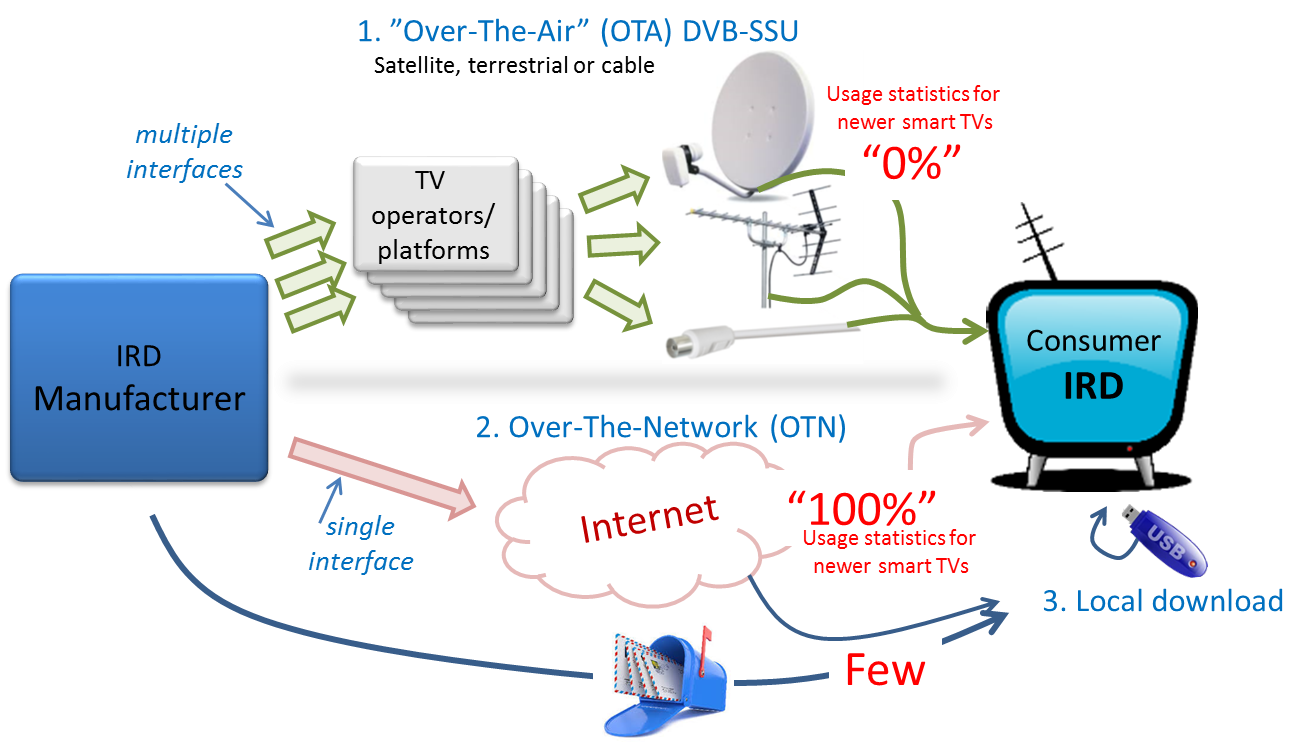 1. ”Over-The-Air” (OTA) DVB-SSU
Satellite, terrestrial or cable
Usage statistics for
newer smart TVs
“0%”
multiple
interfaces
TV
operators/
platforms
IRD
Manufacturer
Consumer
IRD
2. Over-The-Network (OTN)
Internet
“100%”
Usage statistics for
newer smart TVs
single
interface
USB
3. Local download
Few